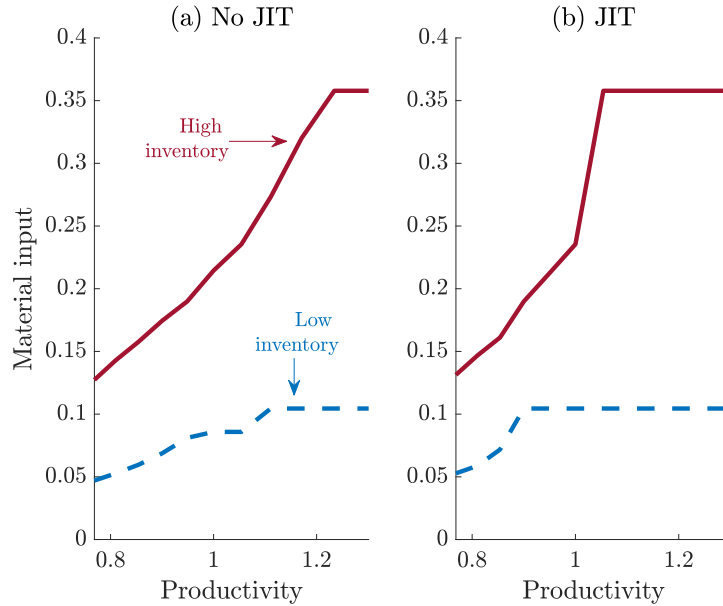 (a) No JIT
(b) JIT
Material input
0.4
0.35
0.3
0.25
0.2
0.15
0.1
0.05
0
High
inventory
Low
inventory
0.8
1
1.2
Productivity
0.4
0.35
0.3
0.25
0.2
0.15
0.1
0.05
0
0.8
1
1.2
Productivity